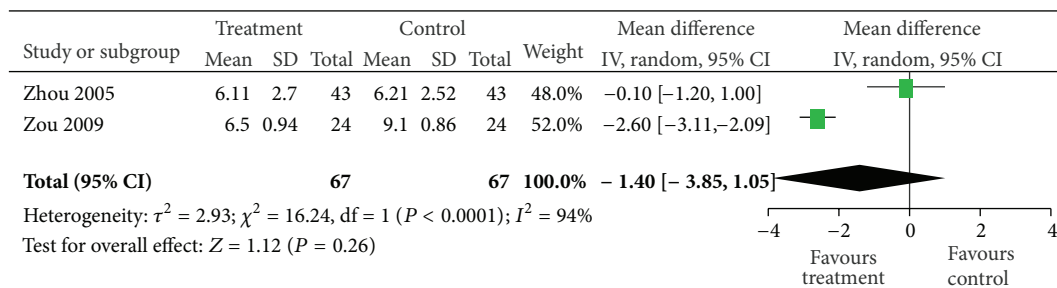 Treatment Control Mean difference Mean difference
Study or subgroup Mean SD Total Mean SD Total Weight IV, random, 95% CI IV, random, 95% CI
Zhou 2005 6.11 2.7 43 6.21 2.52 43 48.0% −0.10 [−1.20, 1.00]
Zou 2009 6.5 0.94 24 9.1 0.86 24 52.0% −2.60 [−3.11,−2.09]
Total (95% CI) 67 67 100.0% − 1.40 [− 3.85, 1.05]
Heterogeneity: τ² = 2.93; χ² = 16.24, df = 1 (P < 0.0001); I² = 94%
Test for overall effect: Z = 1.12 (P = 0.26)
−4 −2 0 2 4
Favours Favours
treatment control